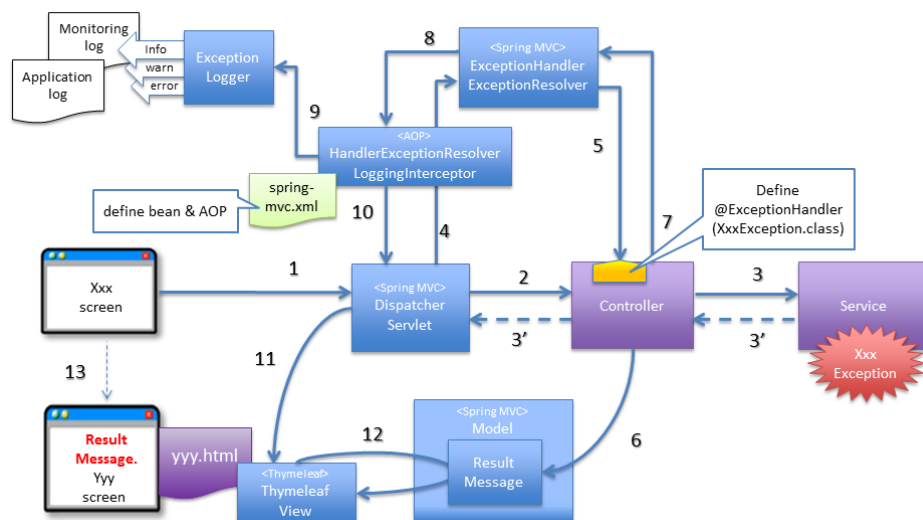 Monitoring
log
Application
log
Info
warn
error
Exception
Logger
8
<Spring MVC>
ExceptionHandler
ExceptionResolver
9
<AOP>
HandlerExceptionResolver
LoggingInterceptor
5
spring-
mvc.xml
define bean & AOP
10
4
7
Define
@ExceptionHandler
(XxxException.class)
Xxx
screen
1
<Spring MVC>
Dispatcher
Servlet
2
Controller
3
Service
3’
3’
Xxx
Exception
13
11
Result
Message.
Yyy
screen
yyy.html
<Thymeleaf>
Thymeleaf
View
12
<Spring MVC>
Model
Result
Message
6